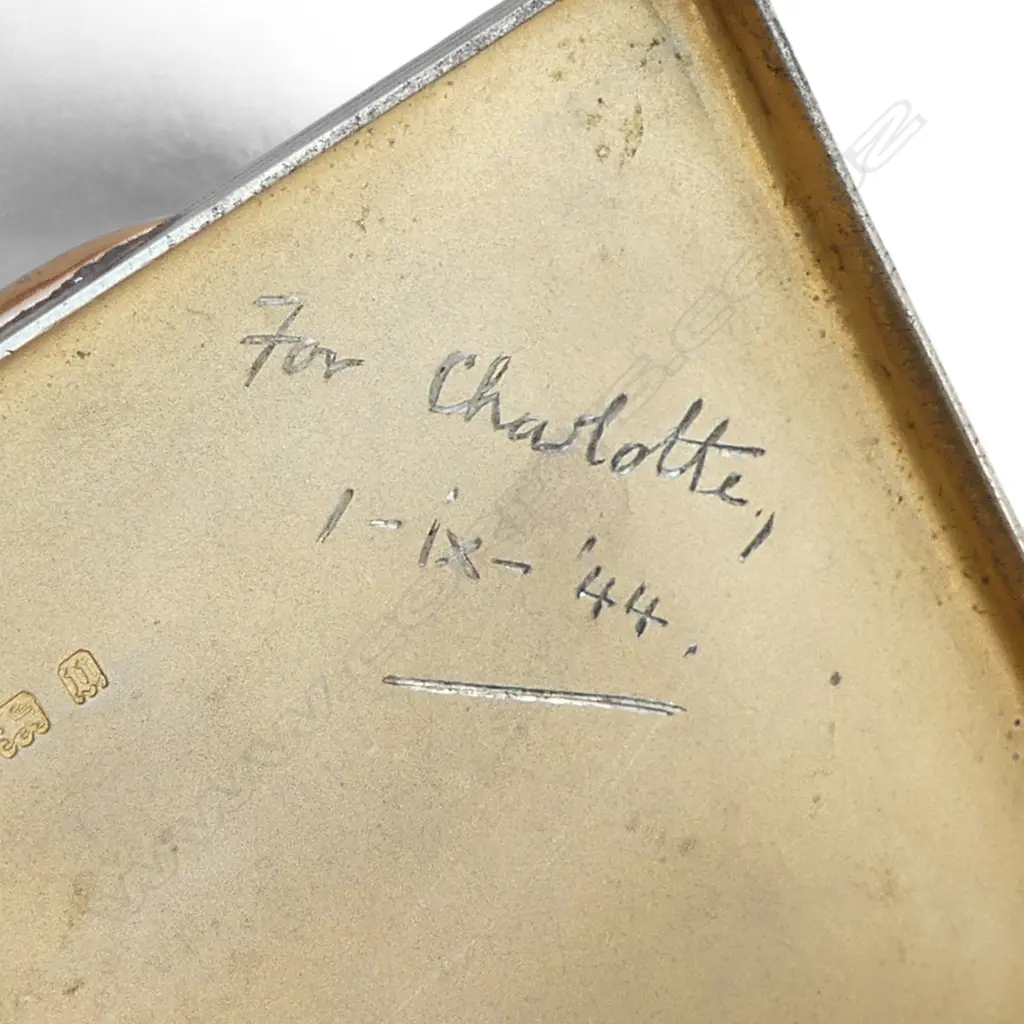 For Charlotte,
1-ix-'44.